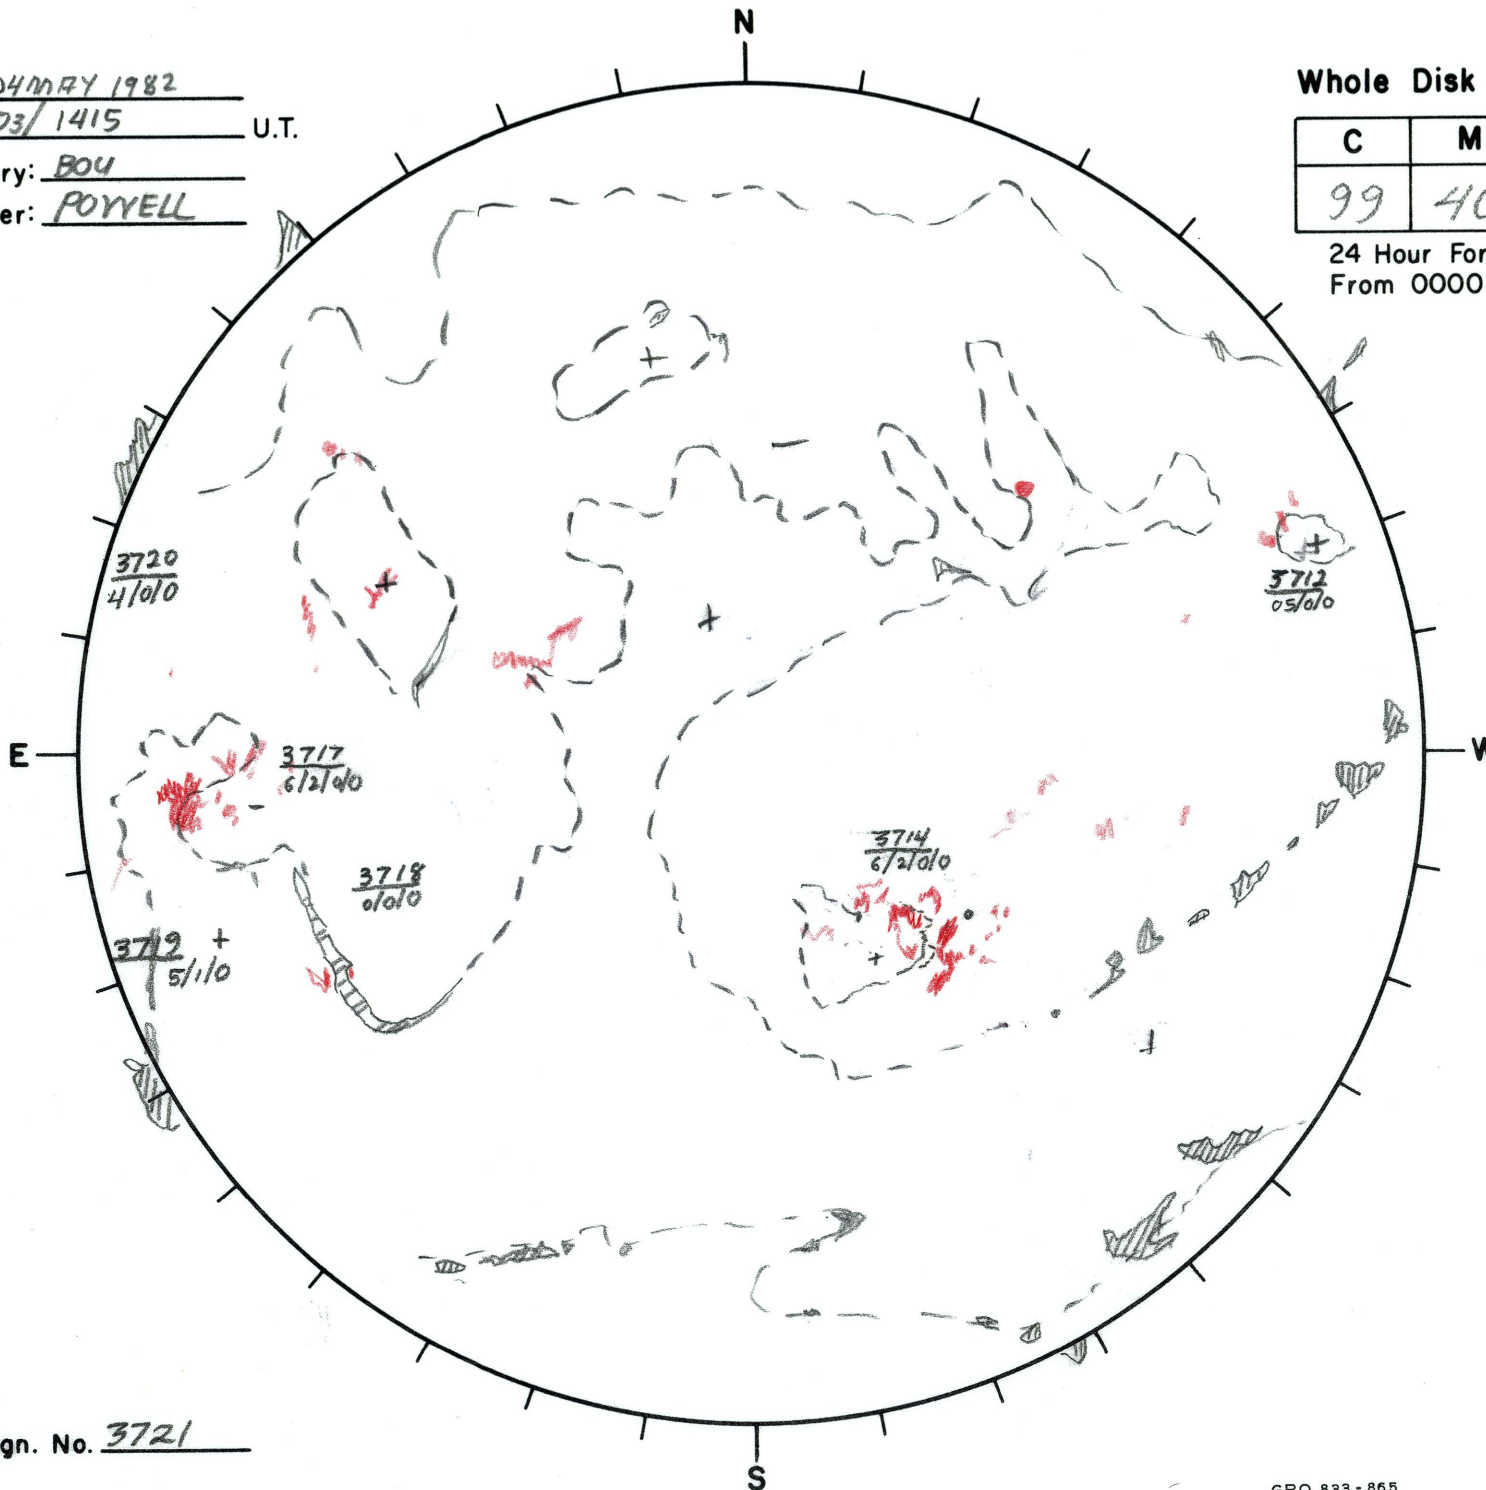 N
04 MAY 1982
03/ 1415 U.T.
ry: BOU
er: POWELL
Whole Disk
C M
99 40
24 Hour For
From 0000
3720
4/0/0
3712
05/0/0
E
W
3717
6/2/0/0
3714
6/2/0/0
3718
0/0/0
3719
5/1/0
gn. No. 3721
S
GPO 833-865